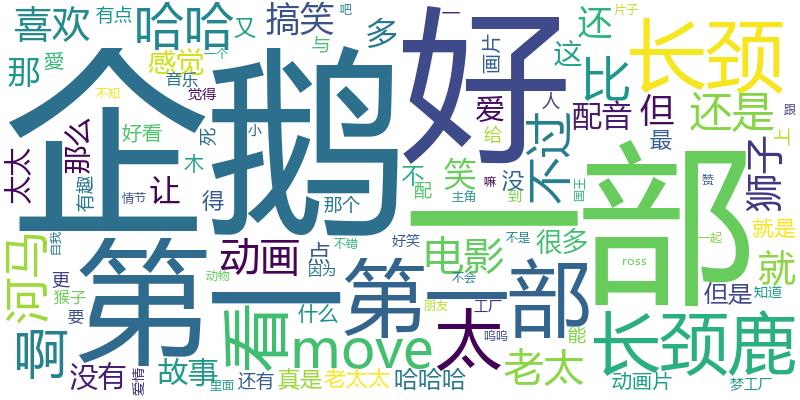 企鹅
好
第一部
第一部
长颈
长颈鹿
喜欢
有点
哈哈
又
搞笑
吧
多
与
一
画片
还
这
比
片子
那
愛
感觉
音乐
一个
爱
人
配音
但
还是
不知
觉得
给
跟
上
最
不过
太太
那么
好看
死
小
木
有趣
让
情节
得
那个
不
配
笑
主角
嘛
没
到
画王
赞
狮子
就是
河马
自我
动画
点
不错
好笑
电影
不是
很多
ross
一起
就
更
猴子
动物
因为
不会
但是
知道
要
啊
看
什么
朋友
move
太
工厂
呜呜
能
没有
爱情
故事
里面
还有
真是
老太太
哈哈哈
老太
动画片
梦工厂